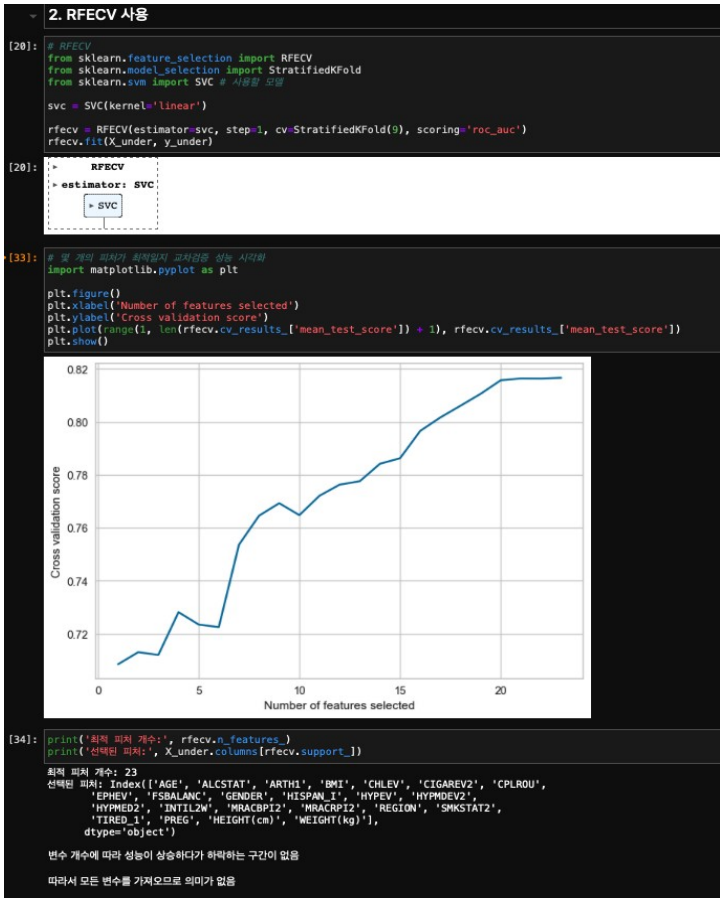 2. RFECV 사용
[20]:
# RFECV
from sklearn.feature_selection import RFECV
from sklearn.model_selection import StratifiedKFold
from sklearn.svm import SVC # 사용할 모델
svc = SVC(kernel='linear')
rfecv = RFECV(estimator=svc, step=1, cv=StratifiedKFold(9), scoring='roc_auc')
rfecv.fit(X_under, y_under)
[20]:
RFECV
estimator: SVC
SVC
[33]:
# 몇 개의 피처가 최적일지 교차검증 성능 시각화
import matplotlib.pyplot as plt
plt.figure()
plt.xlabel('Number of features selected')
plt.ylabel('Cross validation score')
plt.plot(range(1, len(rfecv.cv_results_['mean_test_score']) + 1), rfecv.cv_results_['mean_test_score'])
plt.show()
0.82
0.80
0.78
0.76
0.74
0.72
Cross validation score
0 5 10 15 20
Number of features selected
[34]:
print('최적 피처 개수:', rfecv.n_features_)
print('선택된 피처:', X_under.columns[rfecv.support_])
최적 피처 개수: 23
선택된 피처: Index(['AGE', 'ALCSTAT', 'ARTH1', 'BMI', 'CHLEV', 'CIGAREV2', 'CPLROU',
'EPHEV', 'FSBALANC', 'GENDER', 'HISPAN_I', 'HYPEV', 'HYPMDEV2',
'HYPMED2', 'INTIL2W', 'MRACBPI2', 'MRACRPI2', 'REGION', 'SMKSTAT2',
'TIRED_1', 'PREG', 'HEIGHT(cm)', 'WEIGHT(kg)'],
dtype='object')
변수 개수에 따라 성능이 상승하다가 하락하는 구간이 없음
따라서 모든 변수를 가져오므로 의미가 없음